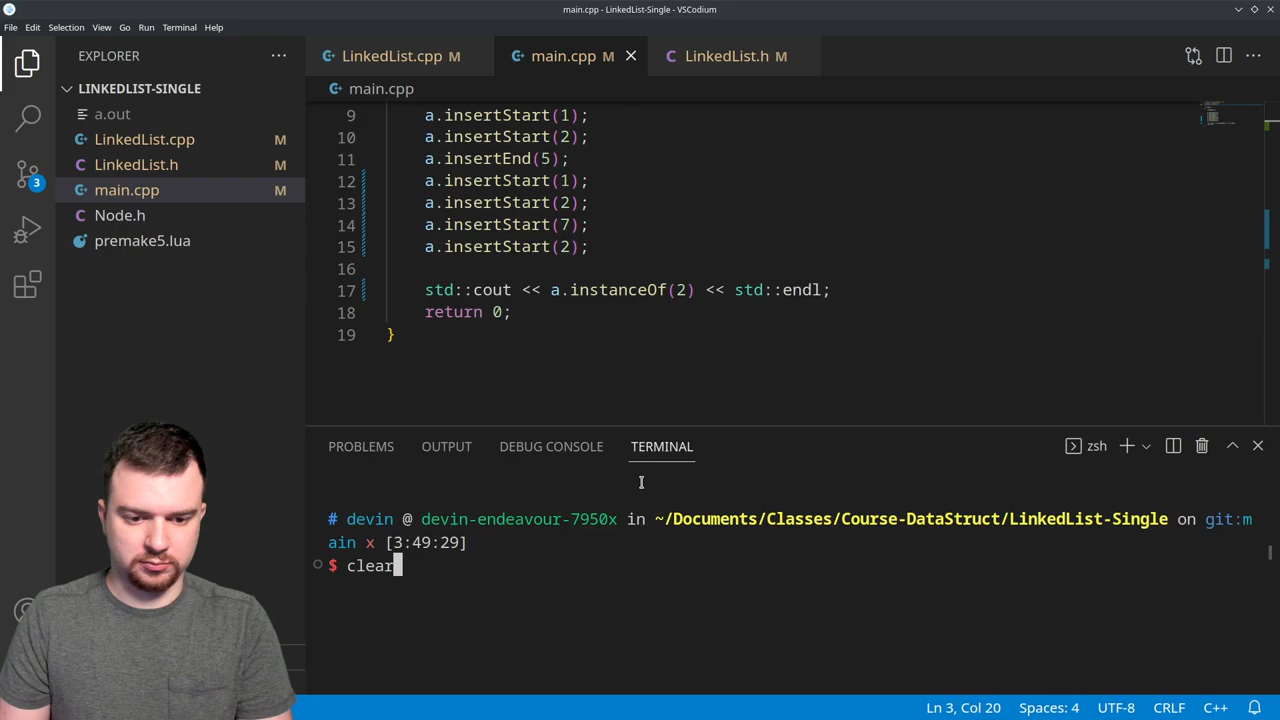 main.cpp - LinkedList-Single - VSCodium
File Edit Selection View Go Run Terminal Help
EXPLORER
LinkedList.cpp M
main.cpp M
LinkedList.h M
LINKEDLIST-SINGLE
main.cpp
a.out
LinkedList.cpp M
LinkedList.h M
main.cpp M
Node.h
premake5.lua
3
9 a.insertStart(1);
10 a.insertStart(2);
11 a.insertEnd(5);
12 a.insertStart(1);
13 a.insertStart(2);
14 a.insertStart(7);
15 a.insertStart(2);
16
17 std::cout << a.instanceOf(2) << std::endl;
18 return 0;
19 }
PROBLEMS OUTPUT DEBUG CONSOLE TERMINAL
zsh
# devin @ devin-endeavour-7950x in ~/Documents/Classes/Course-DataStruct/LinkedList-Single on git:m
ain x [3:49:29]
$ clear
Ln 3, Col 20 Spaces: 4 UTF-8 CRLF C++